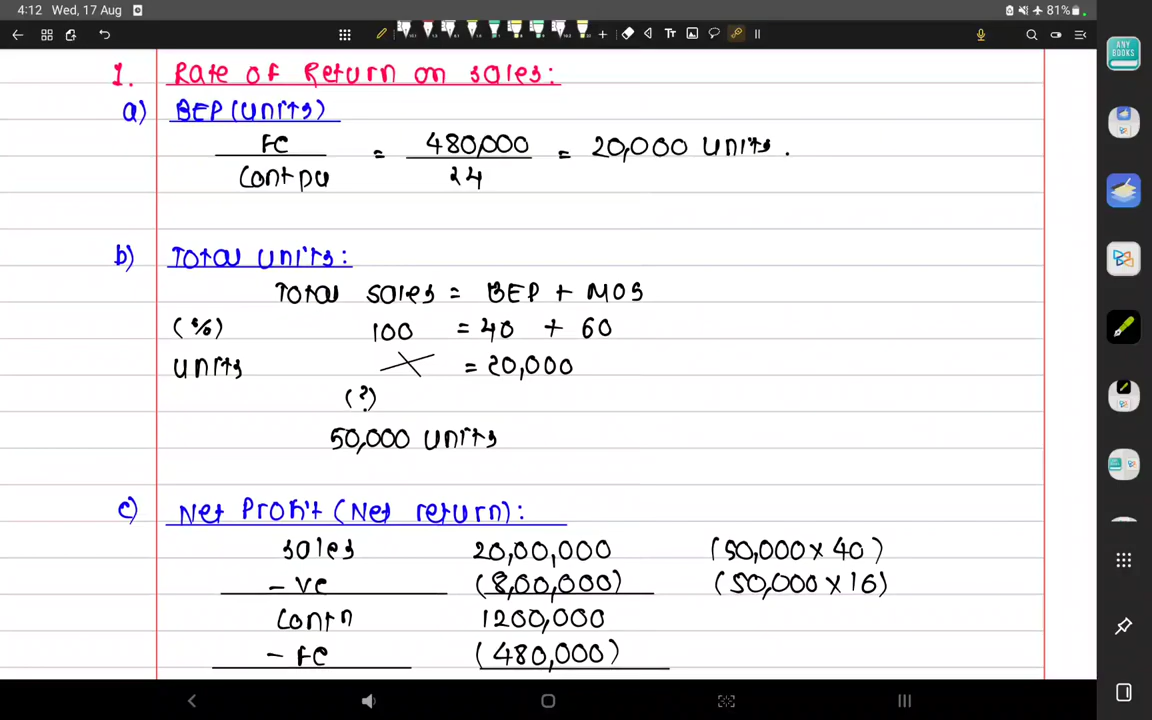 4:12 Wed, 17 Aug
81%
Tт
ANY BOOKS
1. Rate of Return on sales:
a) BEP (Units)
FC = 480,000 = 20,000 units.
Cont pu 24
b) Total units:
Total sales = BEP + MOS
(%) 100 = 40 + 60
units = 20,000
(?)
50,000 units
c) Net Profit (Net return):
sales 20,00,000 (50,000 x 40)
- VC (8,00,000) (50,000 x 16)
Contn 1200,000
- FC (480,000)